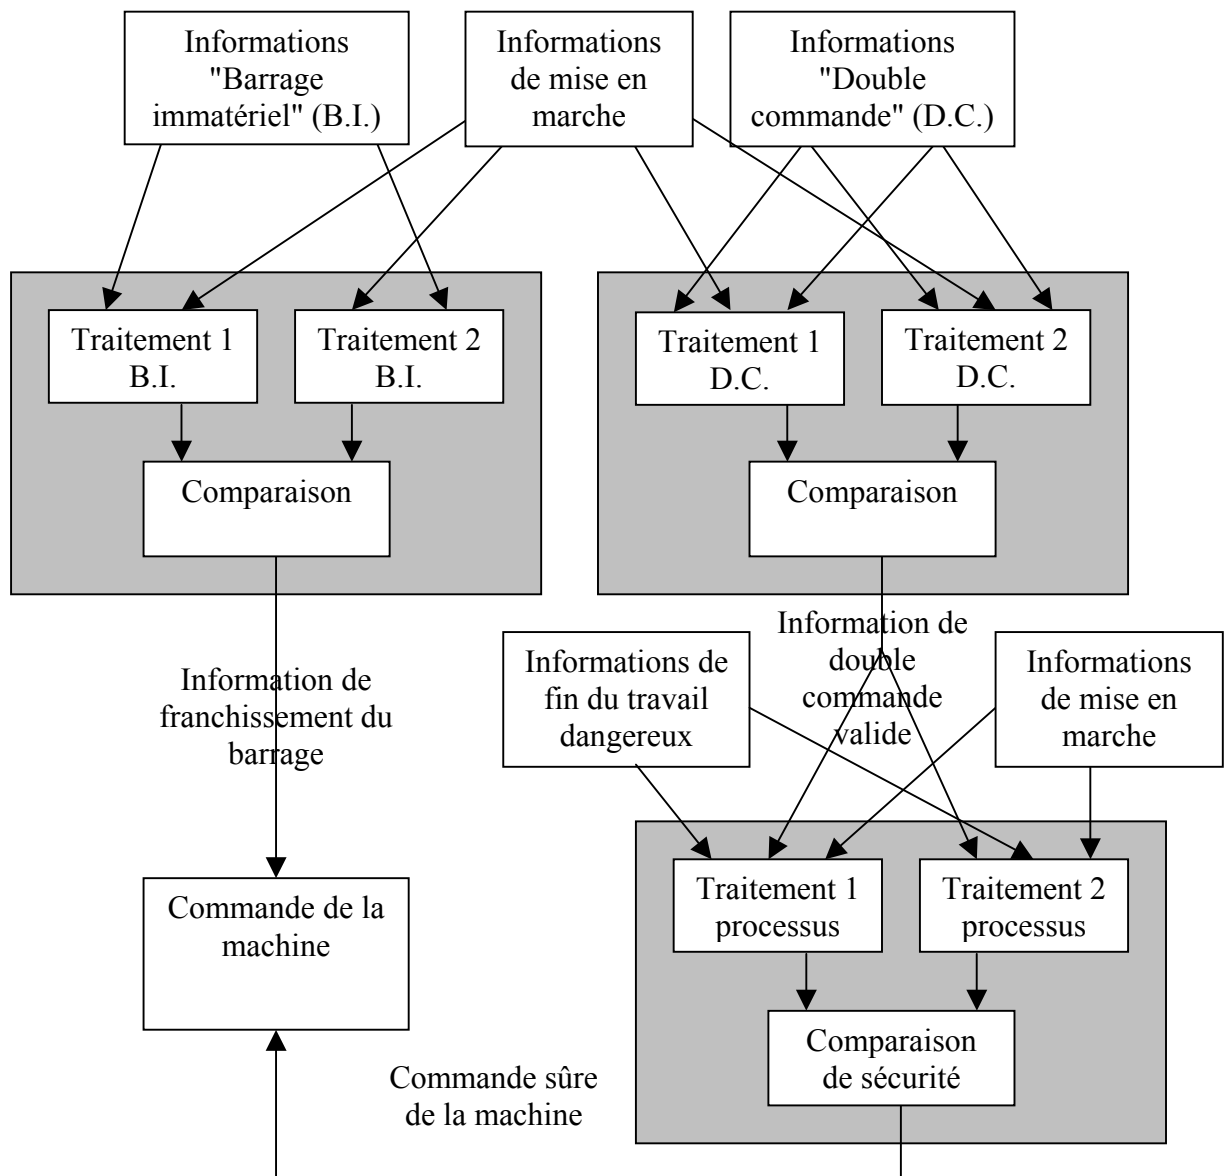 Informations
"Barrage
immatériel" (B.I.)
Informations
de mise en
marche
Informations
"Double
commande" (D.C.)
Traitement 1
B.I.
Traitement 2
B.I.
Traitement 1
D.C.
Traitement 2
D.C.
Comparaison
Comparaison
Information de
franchissement du
barrage
Informations de
fin du travail
dangereux
Information de
double
commande
valide
Informations
de mise en
marche
Commande de la
machine
Traitement 1
processus
Traitement 2
processus
Comparaison
de sécurité
Commande sûre
de la machine